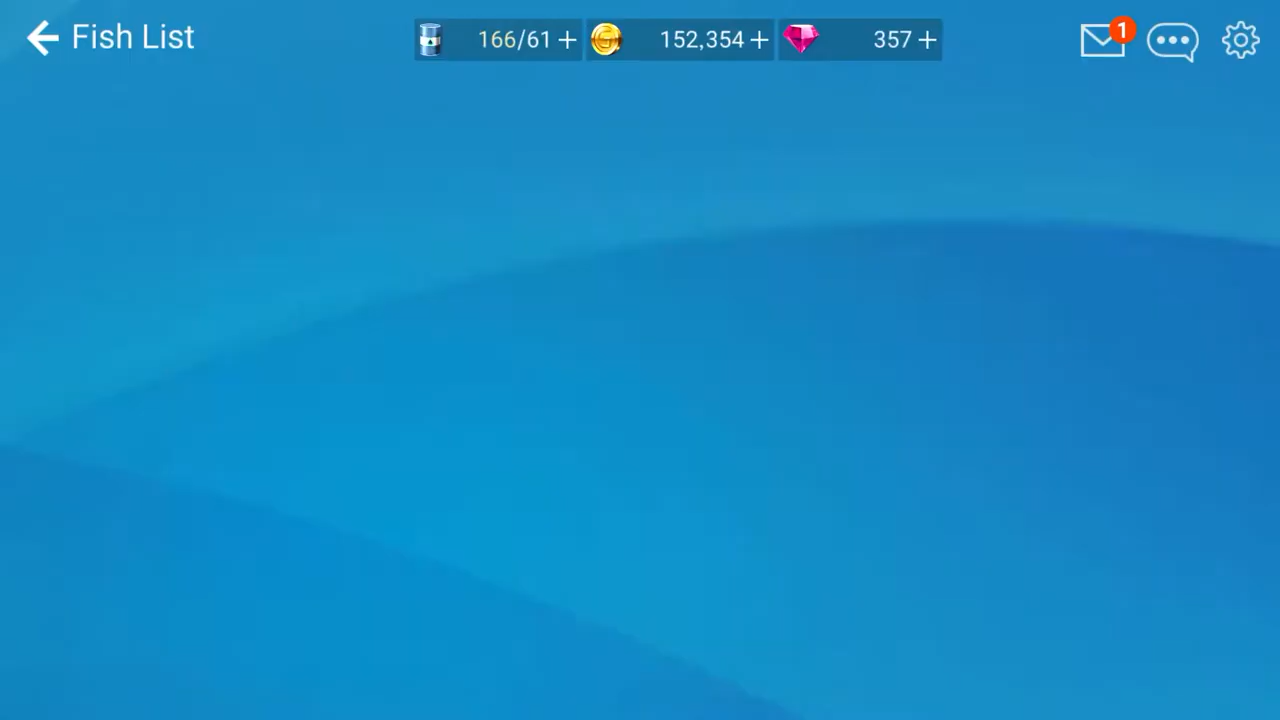 Fish List
166/61 +
152,354 +
357 +
1